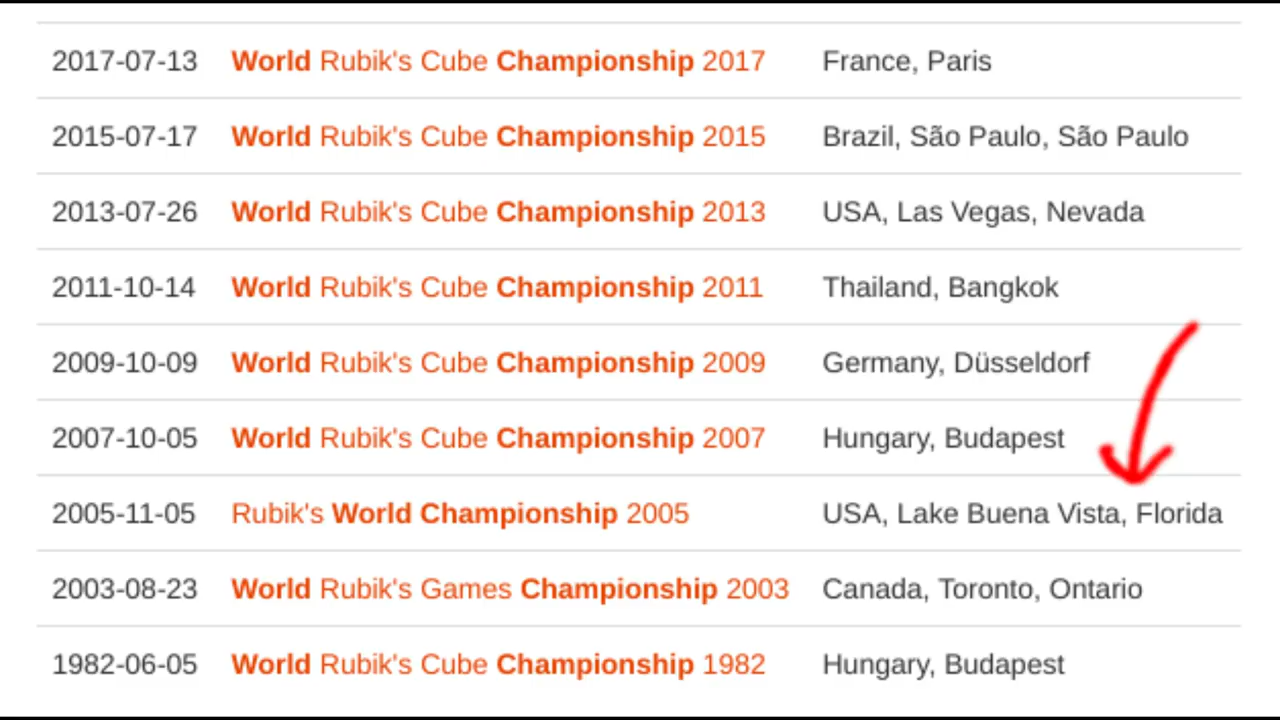 2017-07-13 World Rubik's Cube Championship 2017 France, Paris
2015-07-17 World Rubik's Cube Championship 2015 Brazil, São Paulo, São Paulo
2013-07-26 World Rubik's Cube Championship 2013 USA, Las Vegas, Nevada
2011-10-14 World Rubik's Cube Championship 2011 Thailand, Bangkok
2009-10-09 World Rubik's Cube Championship 2009 Germany, Düsseldorf
2007-10-05 World Rubik's Cube Championship 2007 Hungary, Budapest
2005-11-05 Rubik's World Championship 2005 USA, Lake Buena Vista, Florida
2003-08-23 World Rubik's Games Championship 2003 Canada, Toronto, Ontario
1982-06-05 World Rubik's Cube Championship 1982 Hungary, Budapest